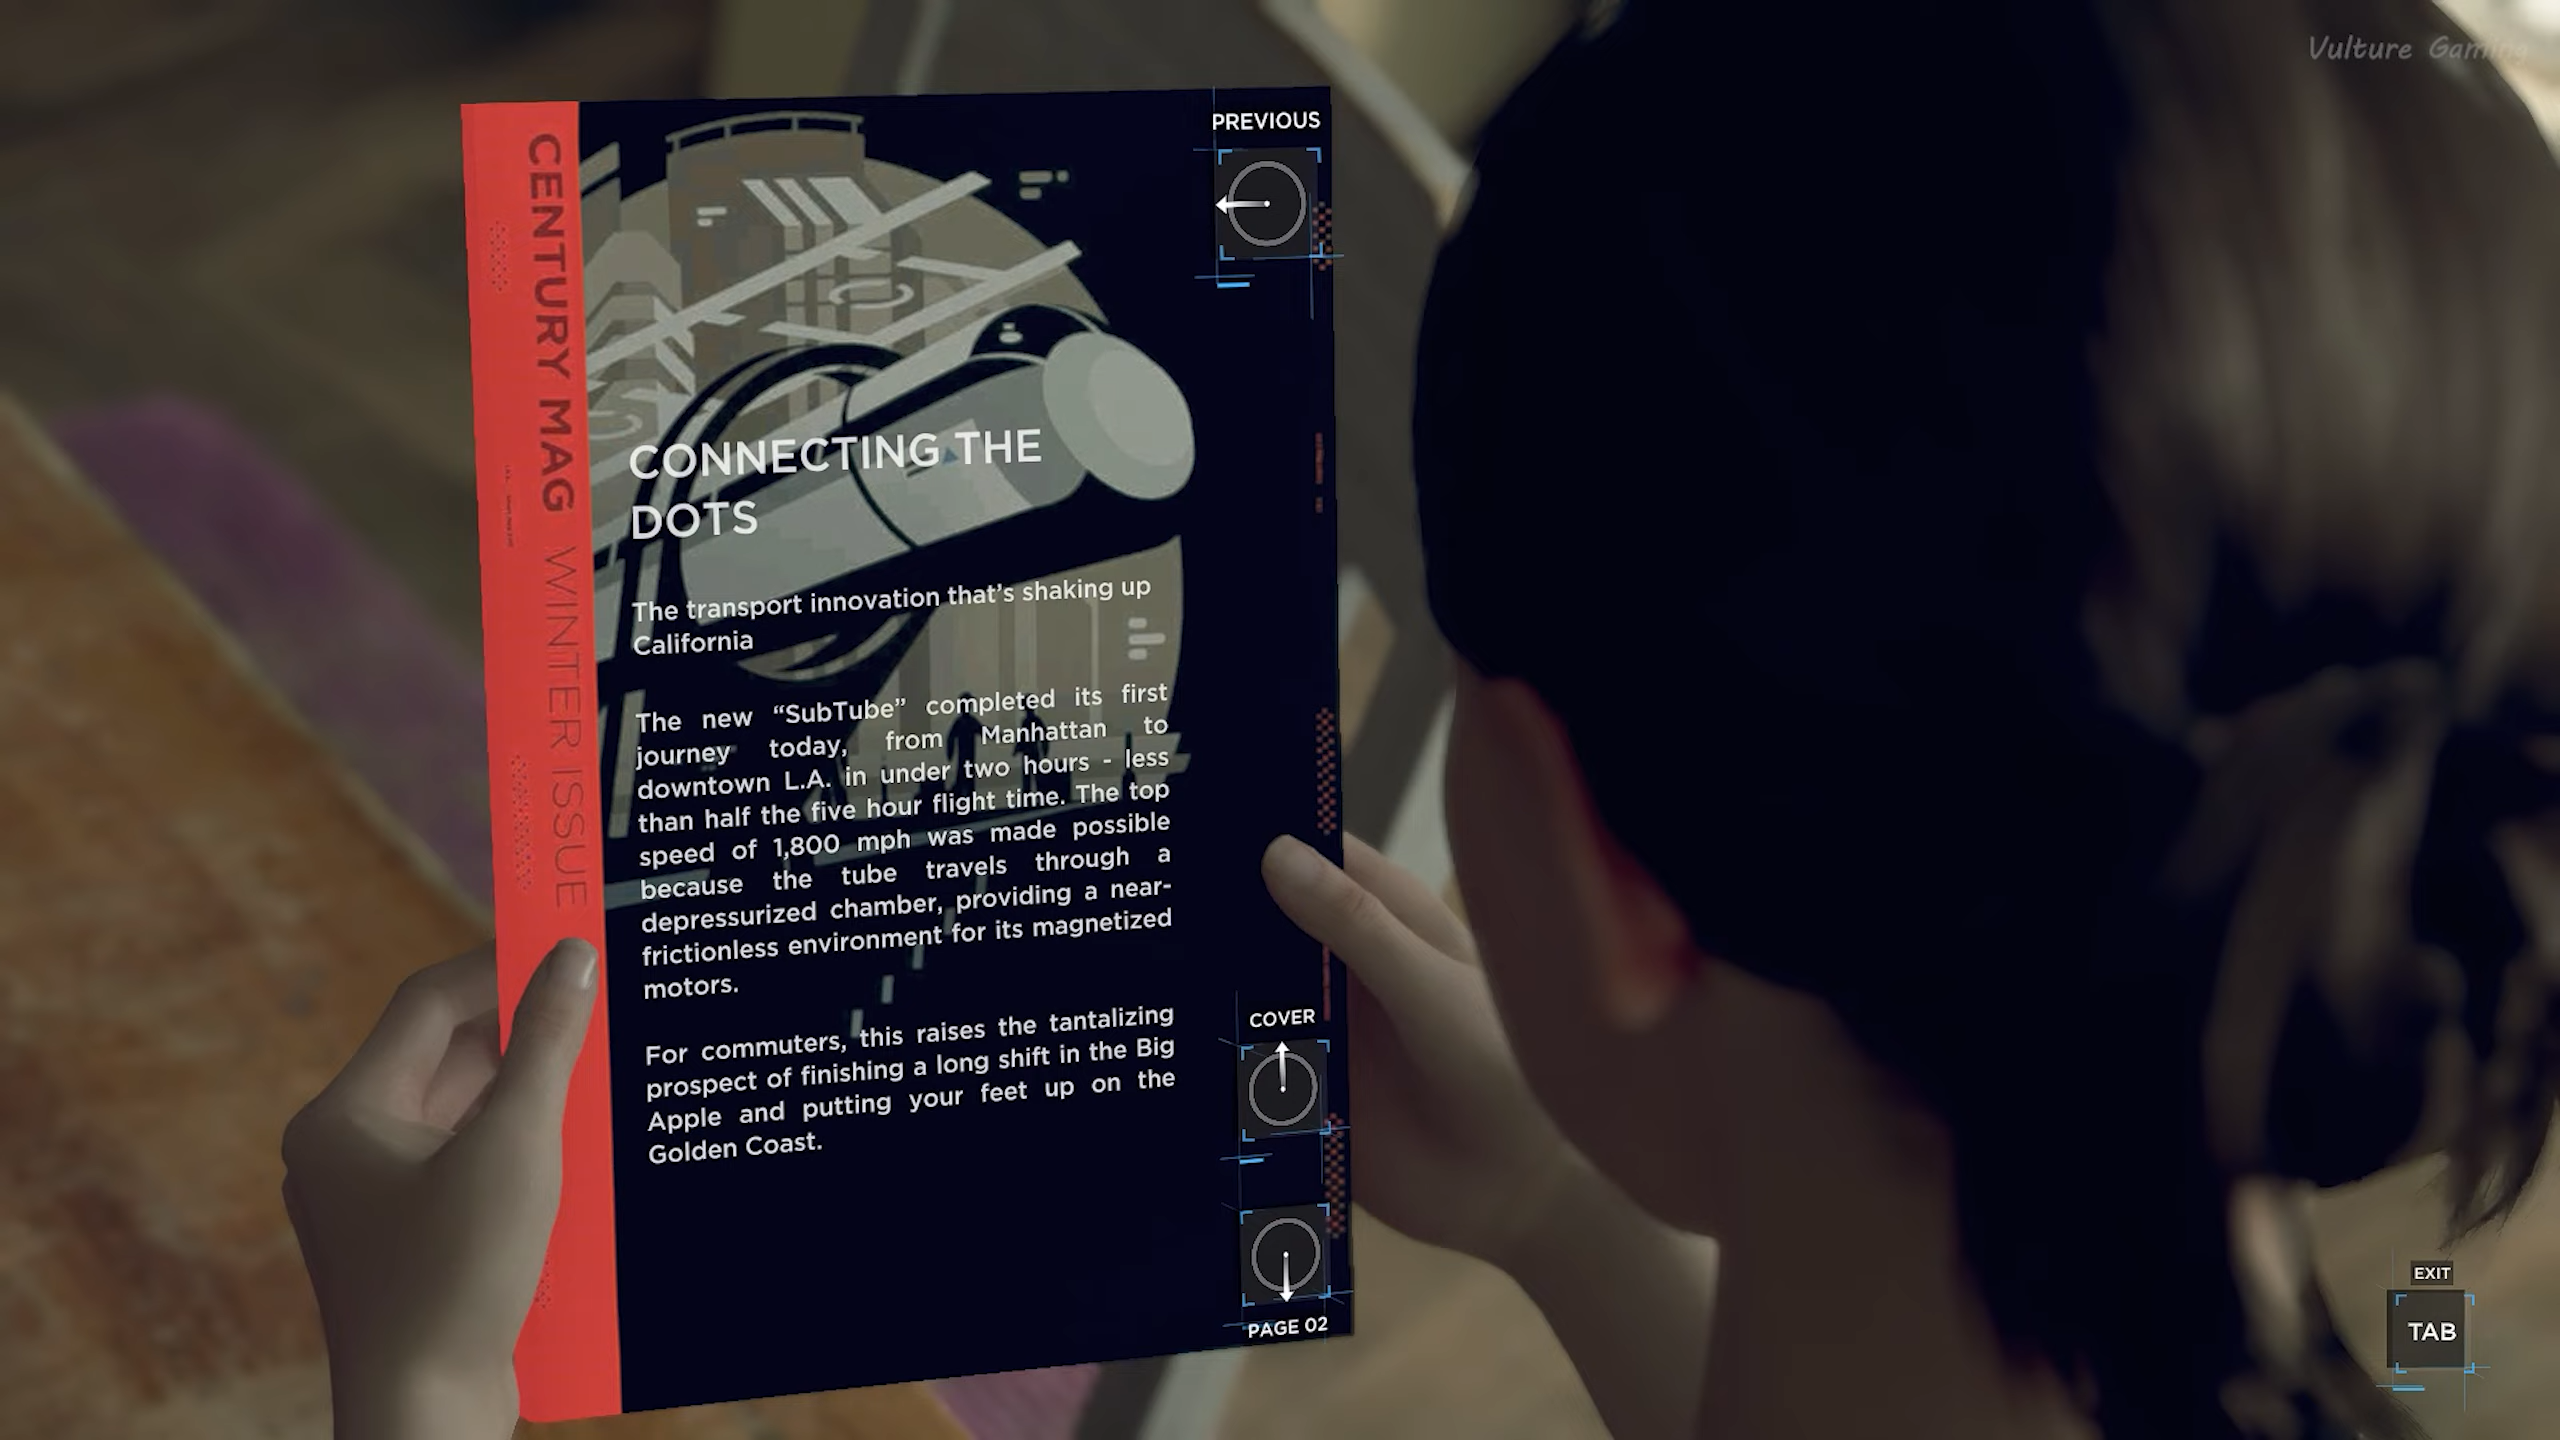 Vulture Gaming
CENTURY MAG WINTER ISSUE
PREVIOUS
CONNECTING THE
DOTS
The transport innovation that's shaking up
California
The new “SubTube” completed its first
journey today, from Manhattan to
downtown L.A. in under two hours - less
than half the five hour flight time. The top
speed of 1,800 mph was made possible
because the tube travels through a
depressurized chamber, providing a near-
frictionless environment for its magnetized
motors.
For commuters, this raises the tantalizing
prospect of finishing a long shift in the Big
Apple and putting your feet up on the
Golden Coast.
COVER
PAGE 02
EXIT
TAB